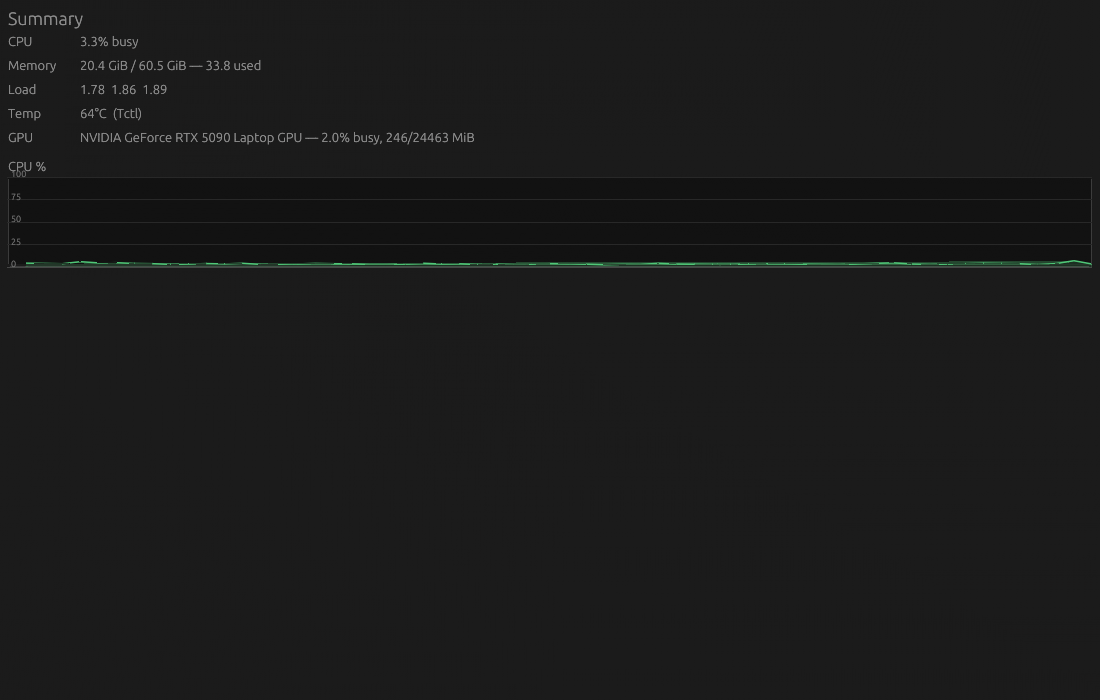 Summary
CPU 3.3% busy
Memory 20.4 GiB / 60.5 GiB — 33.8 used
Load 1.78 1.86 1.89
Temp 64°C (Tctl)
GPU NVIDIA GeForce RTX 5090 Laptop GPU — 2.0% busy, 246/24463 MiB
CPU %
100
75
50
25
0